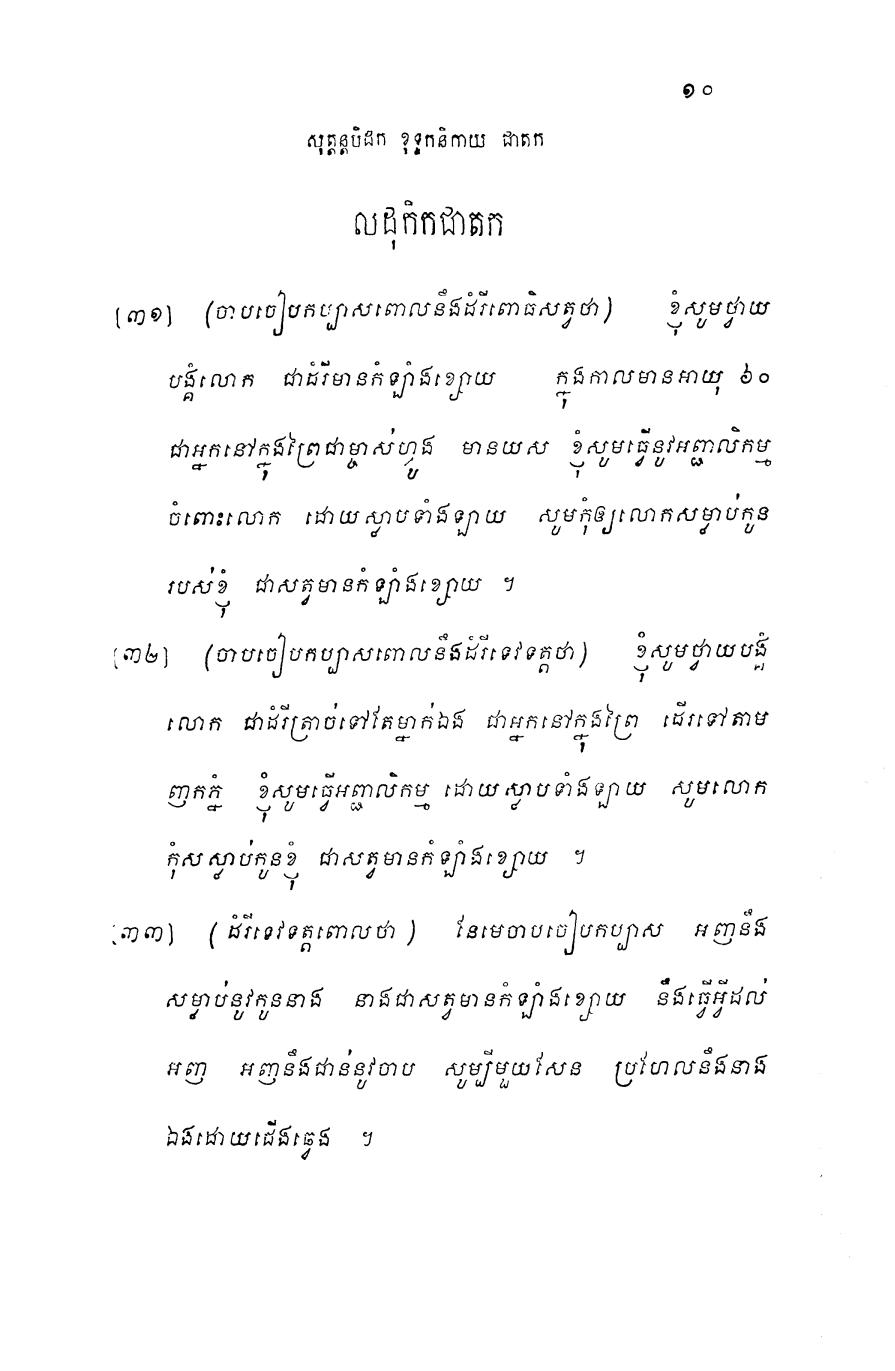 ១០
សុត្តន្តបិដក ខុទ្ទកនិកាយ ជាតក
លដុកិកជាតក
[៣១] (ចាបចៀបកប្បាសពោលនឹងដំរីពោធិសត្វថា) ខ្ញុំសូមថ្វាយ
បង្គំលោក ជាដំរីមានកំឡាំងខ្សោយ ក្នុងកាលមានអាយុ ៦០
ជាអ្នកនៅក្នុងព្រៃជាម្ចាស់ហ្វូង មានយស ខ្ញុំសូមធ្វើនូវអញ្ជាលិកម្ម
ចំពោះលោក ដោយស្លាបទាំងឡាយ សូមកុំឲ្យលោកសម្លាប់កូន
របស់ខ្ញុំ ជាសត្វមានកំឡាំងខ្សោយ ។
[៣២] (ចាបចៀបកប្បាសពោលនឹងដំរីទេវទត្តថា) ខ្ញុំសូមថ្វាយបង្គំ
លោក ជាដំរីត្រាច់ទៅតែម្នាក់ឯង ជាអ្នកនៅក្នុងព្រៃ ដើរទៅតាម
ញកភ្នំ ខ្ញុំសូមធ្វើអញ្ជាលិកម្ម ដោយស្លាបទាំងឡាយ សូមលោក
កុំសម្លាប់កូនខ្ញុំ ជាសត្វមានកំឡាំងខ្សោយ ។
[៣៣] (ដំរីទេវទត្តពោលថា) នែមេចាបចៀបកប្បាស អញនឹង
សម្លាប់នូវកូននាង នាងជាសត្វមានកំឡាំងខ្សោយ នឹងធ្វើអ្វីដល់
អញ អញនឹងជាន់នូវចាប សូម្បីមួយសែន ប្រហែលនឹងនាង
ឯងដោយជើងឆ្វេង ។